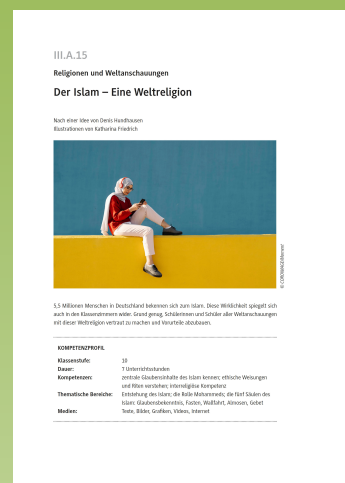 III.A.15
Religionen und Weltanschauungen
Der Islam – Eine Weltreligion
Nach einer Idee von Denis Hundhausen
Illustrationen von Katharina Friedrich
5,5 Millionen Menschen in Deutschland bekennen sich zum Islam. Diese Wirklichkeit spiegelt sich
auch in den Klassenzimmern wider. Grund genug, Schülerinnen und Schüler aller Weltanschauungen
mit dieser Weltreligion vertraut zu machen und Vorurteile abzubauen.
KOMPETENZPROFIL
Klassenstufe: 10
Dauer: 7 Unterrichtsstunden
Kompetenzen: zentrale Glaubensinhalte des Islam kennen; ethische Weisungen
und Riten verstehen; interreligiöse Kompetenz
Thematische Bereiche: Entstehung des Islam; die Rolle Mohammeds; die fünf Säulen des
Islam: Glaubensbekenntnis, Fasten, Wallfahrt, Almosen, Gebet
Medien: Texte, Bilder, Grafiken, Videos, Internet